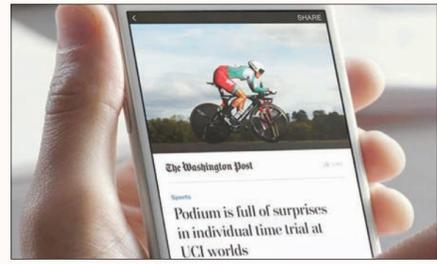 SHARE
The Washington Post
Sports
Podium is full of surprises
in individual time trial at
UCI worlds